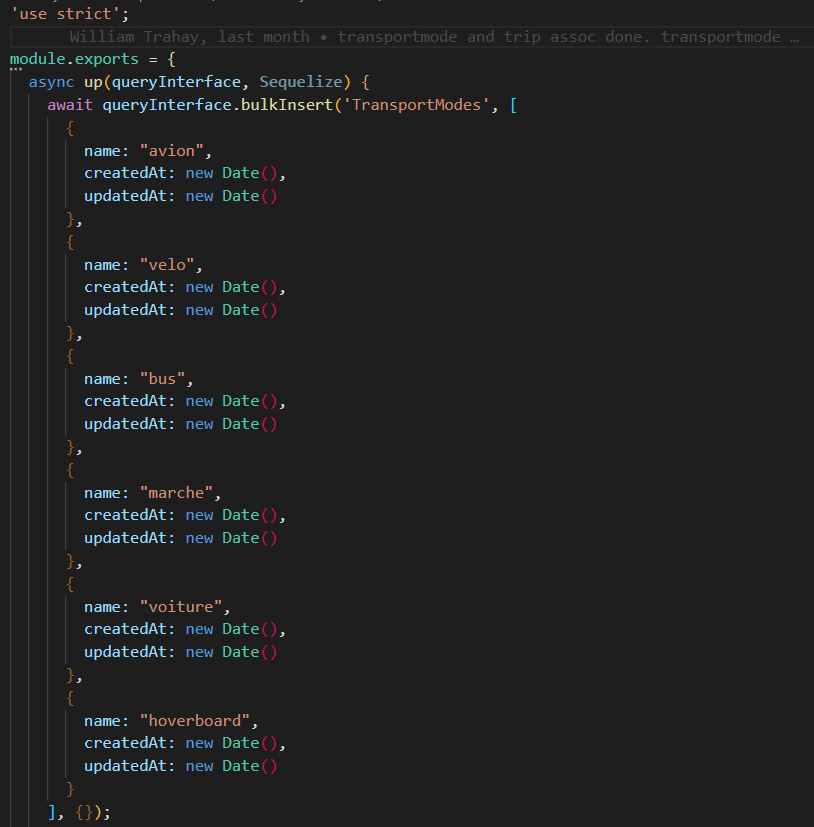 'use strict';
William Trahay, last month • transportmode and trip assoc done. transportmode …
module.exports = {
  async up(queryInterface, Sequelize) {
    await queryInterface.bulkInsert('TransportModes', [
      {
        name: "avion",
        createdAt: new Date(),
        updatedAt: new Date()
      },
      {
        name: "velo",
        createdAt: new Date(),
        updatedAt: new Date()
      },
      {
        name: "bus",
        createdAt: new Date(),
        updatedAt: new Date()
      },
      {
        name: "marche",
        createdAt: new Date(),
        updatedAt: new Date()
      },
      {
        name: "voiture",
        createdAt: new Date(),
        updatedAt: new Date()
      },
      {
        name: "hoverboard",
        createdAt: new Date(),
        updatedAt: new Date()
      }
    ], {});